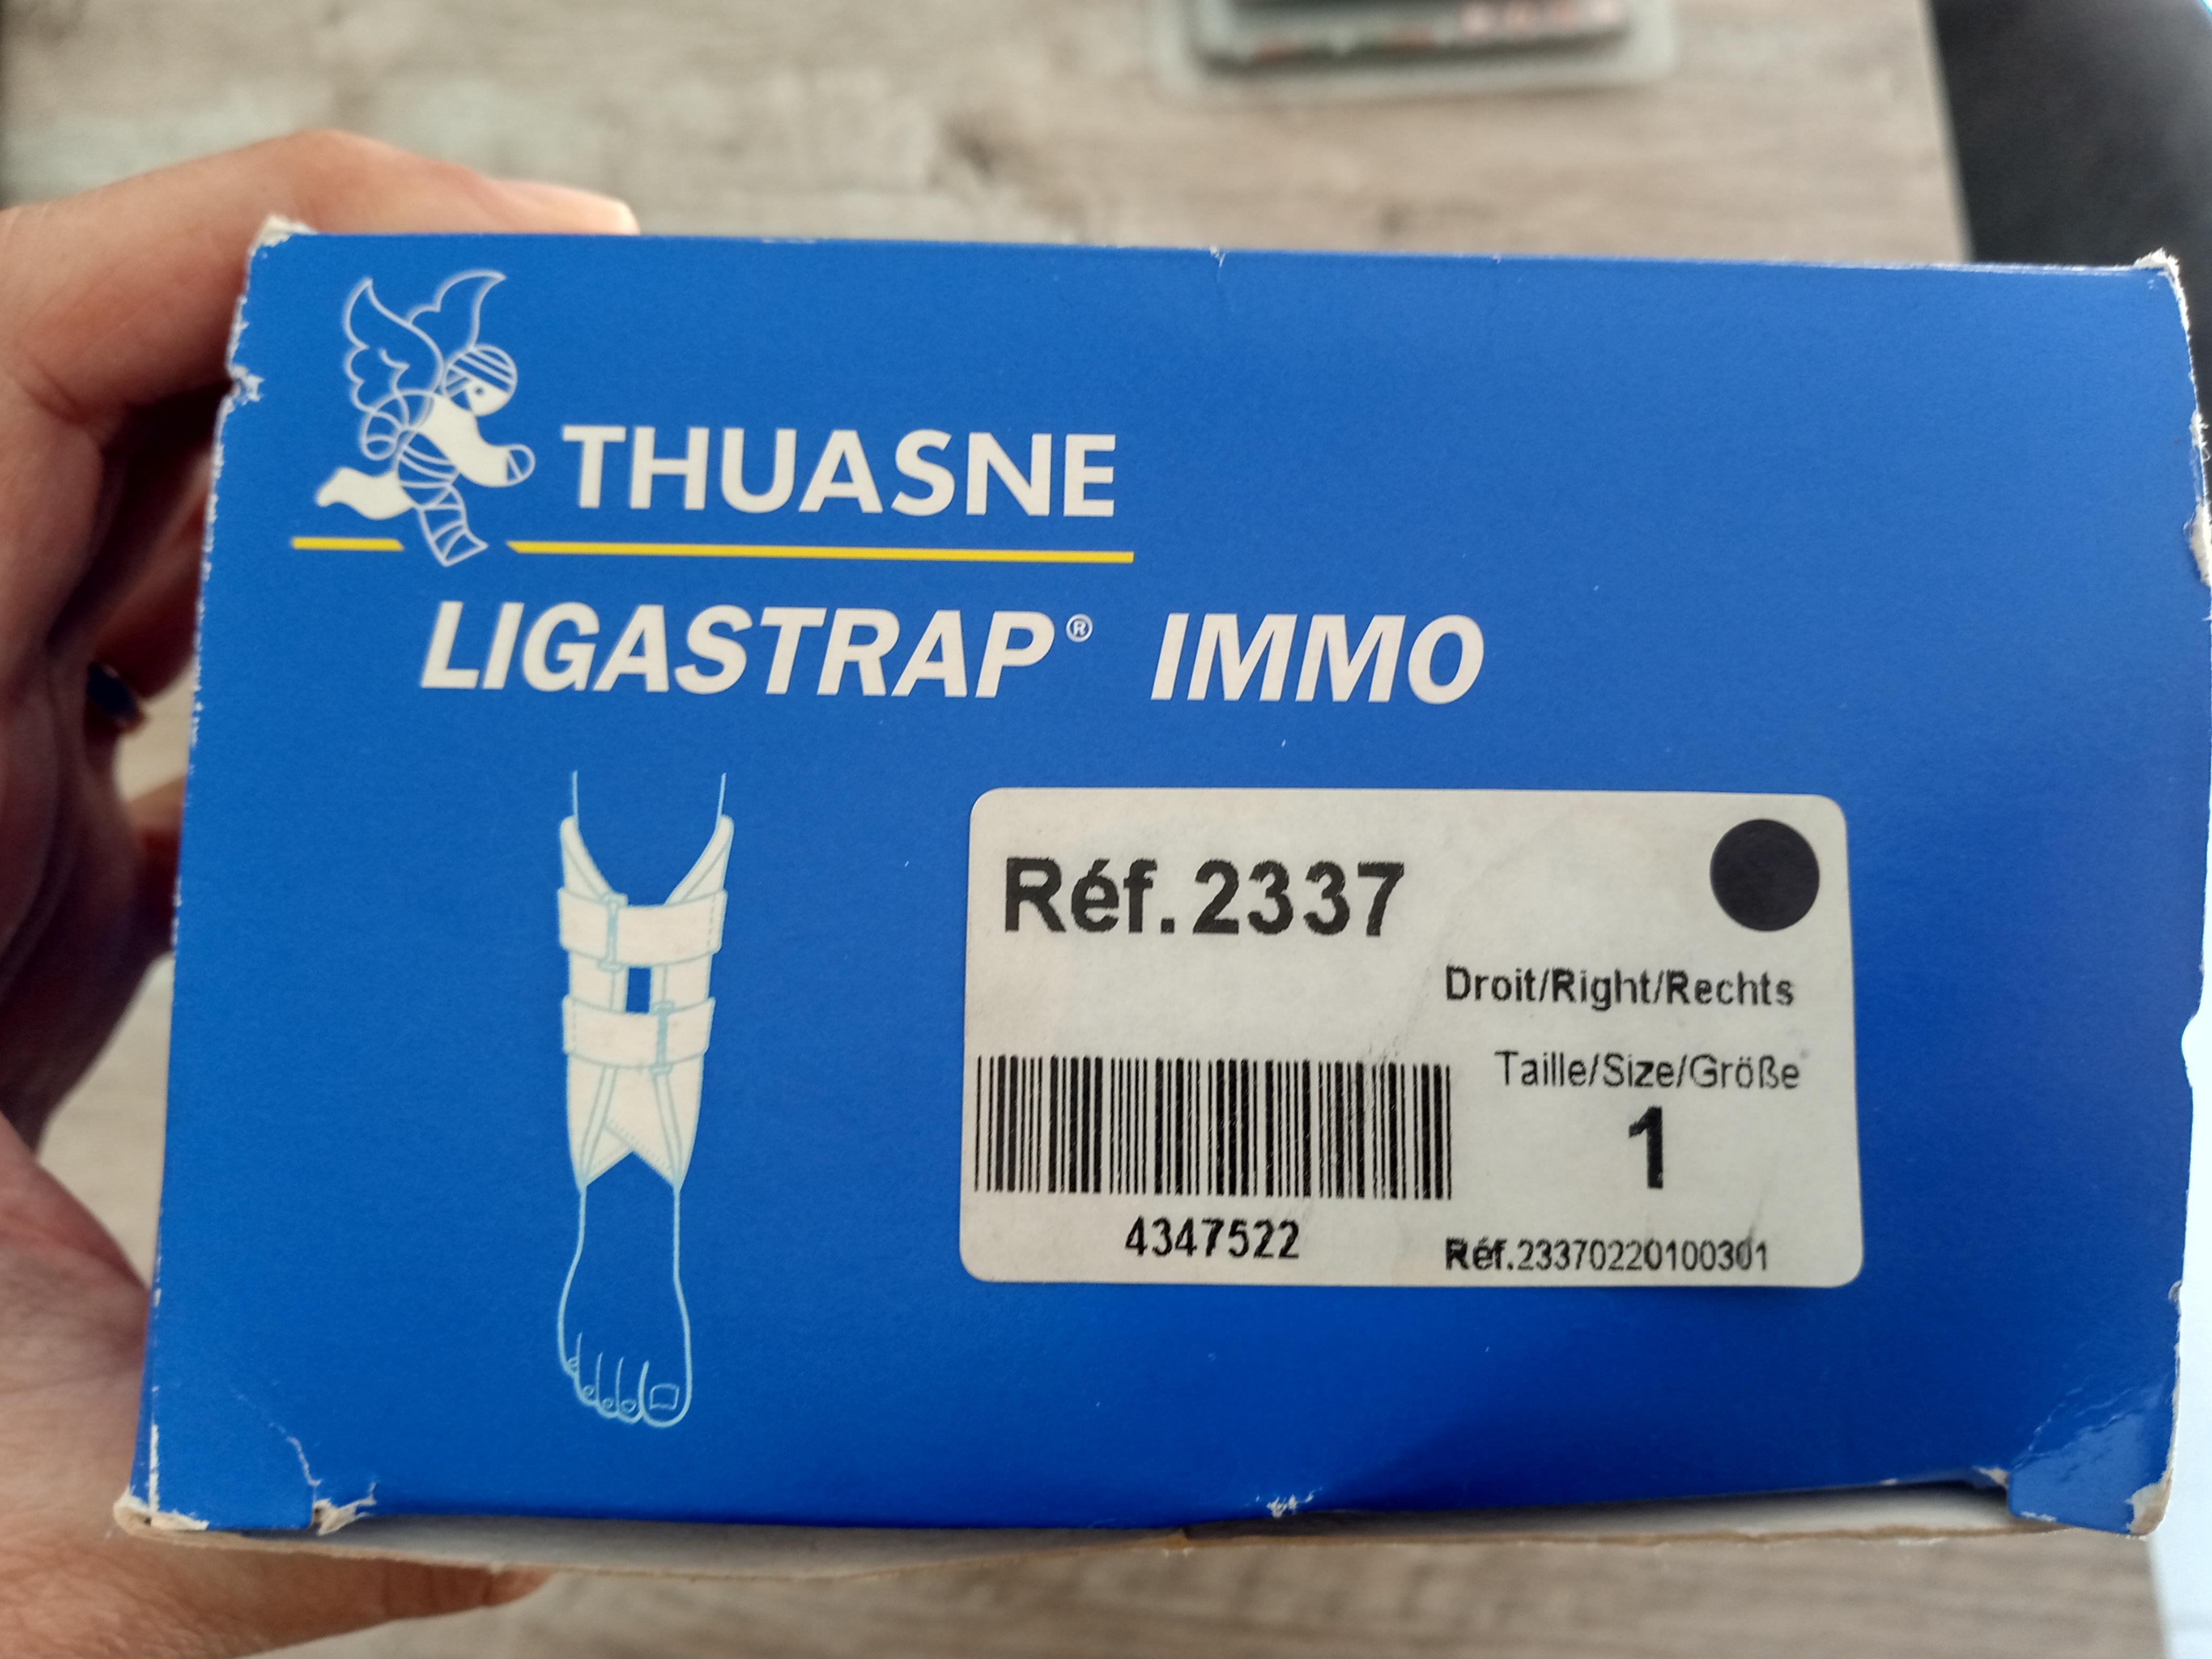 THUASNE
LIGASTRAP® IMMO
Réf. 2337
Droit/Right/Rechts
Taille/Size/Größe
1
4347522
Réf.23370220100301